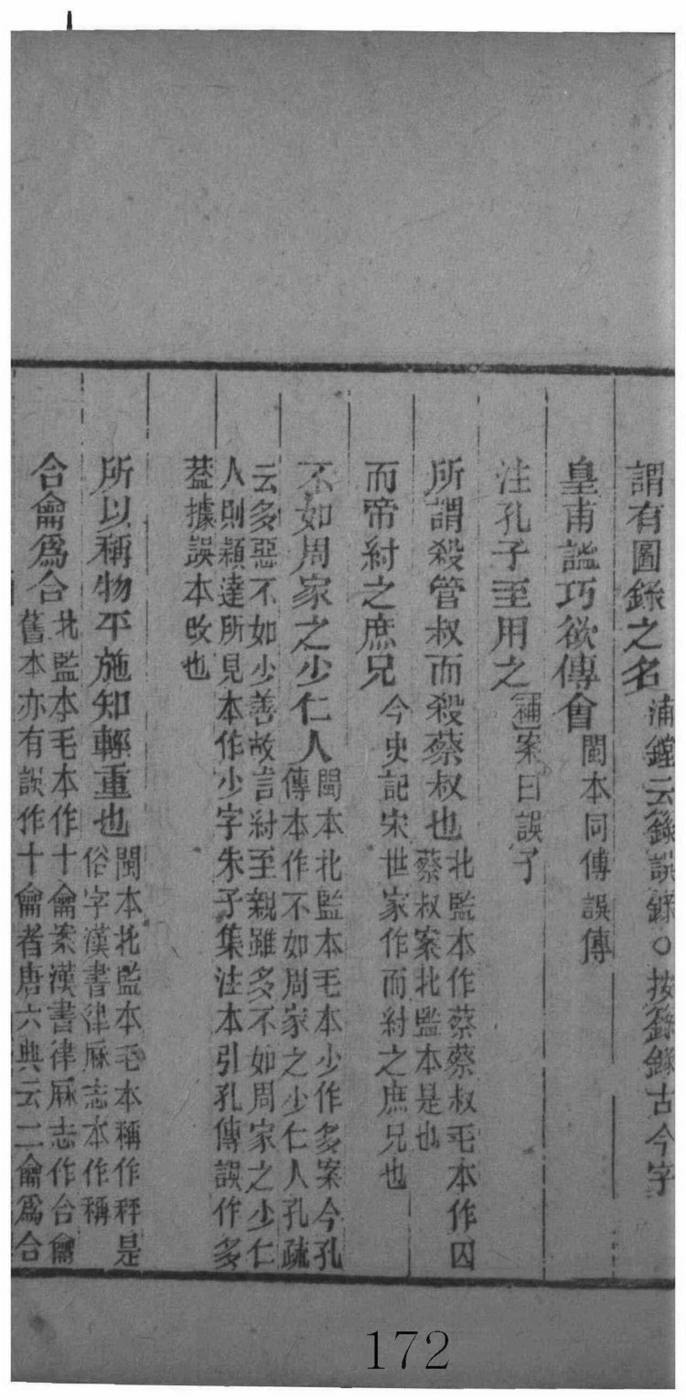 謂有圖錄之名浦鏜云籙誤錄○按籙錄古今字
皇甫謐巧欲傳會閩本同傅誤傳
注孔子至用之補案曰誤予
所謂殺管叔而殺蔡叔也北監本作蔡蔡叔毛本作囚
蔡叔案北監本是也
而帝紂之庶兄今史記宋世家作而紂之庶兄也
不如周家之少仁人閩本北監本毛本少作多案今孔
傳本作不如周家之少仁人孔疏
云多惡不如少善故言紂至親雖多不如周家之少仁
人則穎達所見本作少字朱子集注本引孔傳誤作多
葢據誤本改也
所以稱物平施知輕重也閩本北監本毛本稱作秤是
俗字漢書律厤志本作稱
合龠爲合北監本毛本作十龠案漢書律厤志作合龠
舊本亦有誤作十龠者唐六典云二龠爲合
172